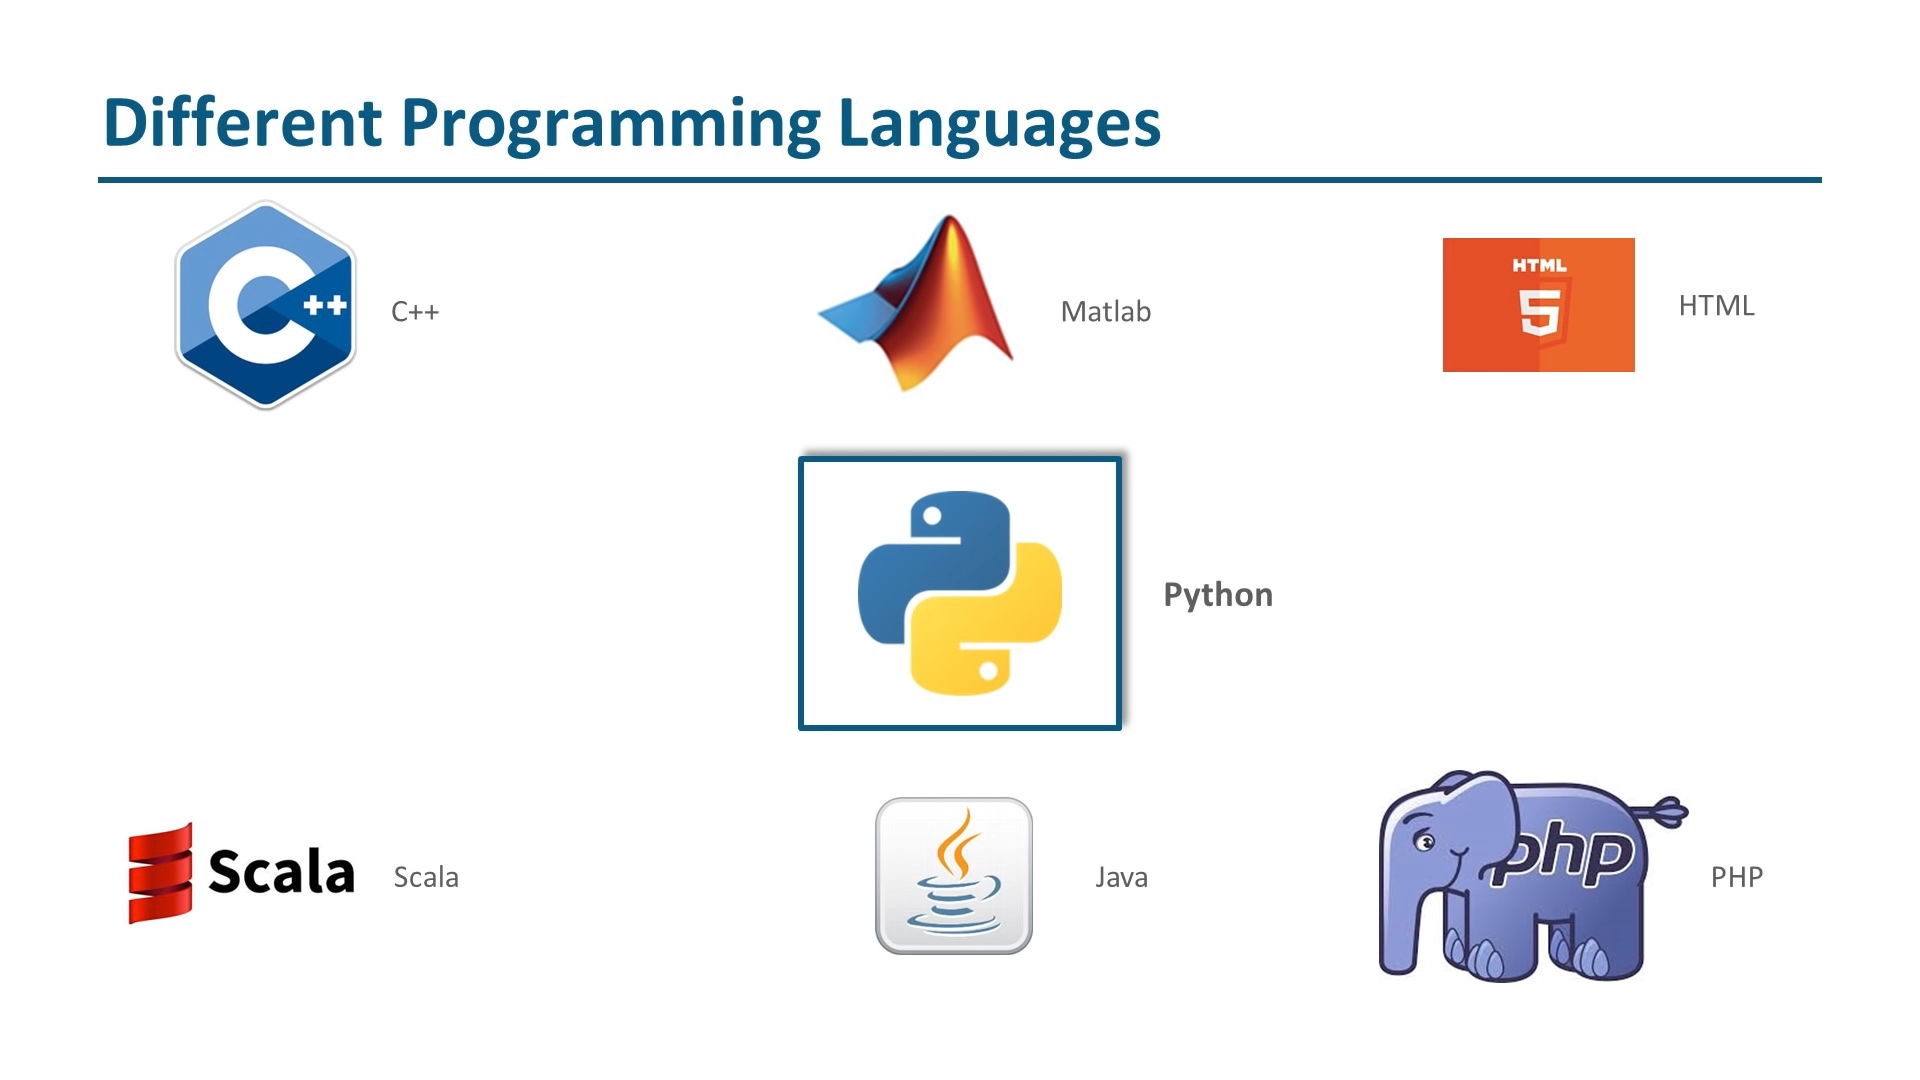 Different Programming Languages
C
++
C++
Matlab
HTML
5
HTML
Python
Scala
Scala
Java
php
PHP